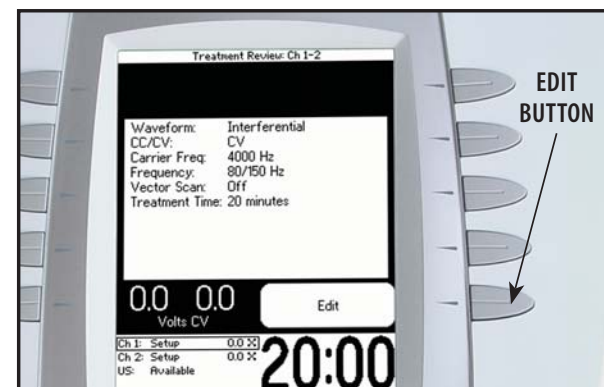 Treatment Review: Ch 1-2
EDIT
BUTTON
Waveform: Interferential
CC/CV: CV
Carrier Freq: 4000 Hz
Frequency: 80/150 Hz
Vector Scan: Off
Treatment Time: 20 minutes
0.0 0.0
Volts CV
Edit
Ch 1: Setup 0.0 %
Ch 2: Setup 0.0 %
US: Available
20:00